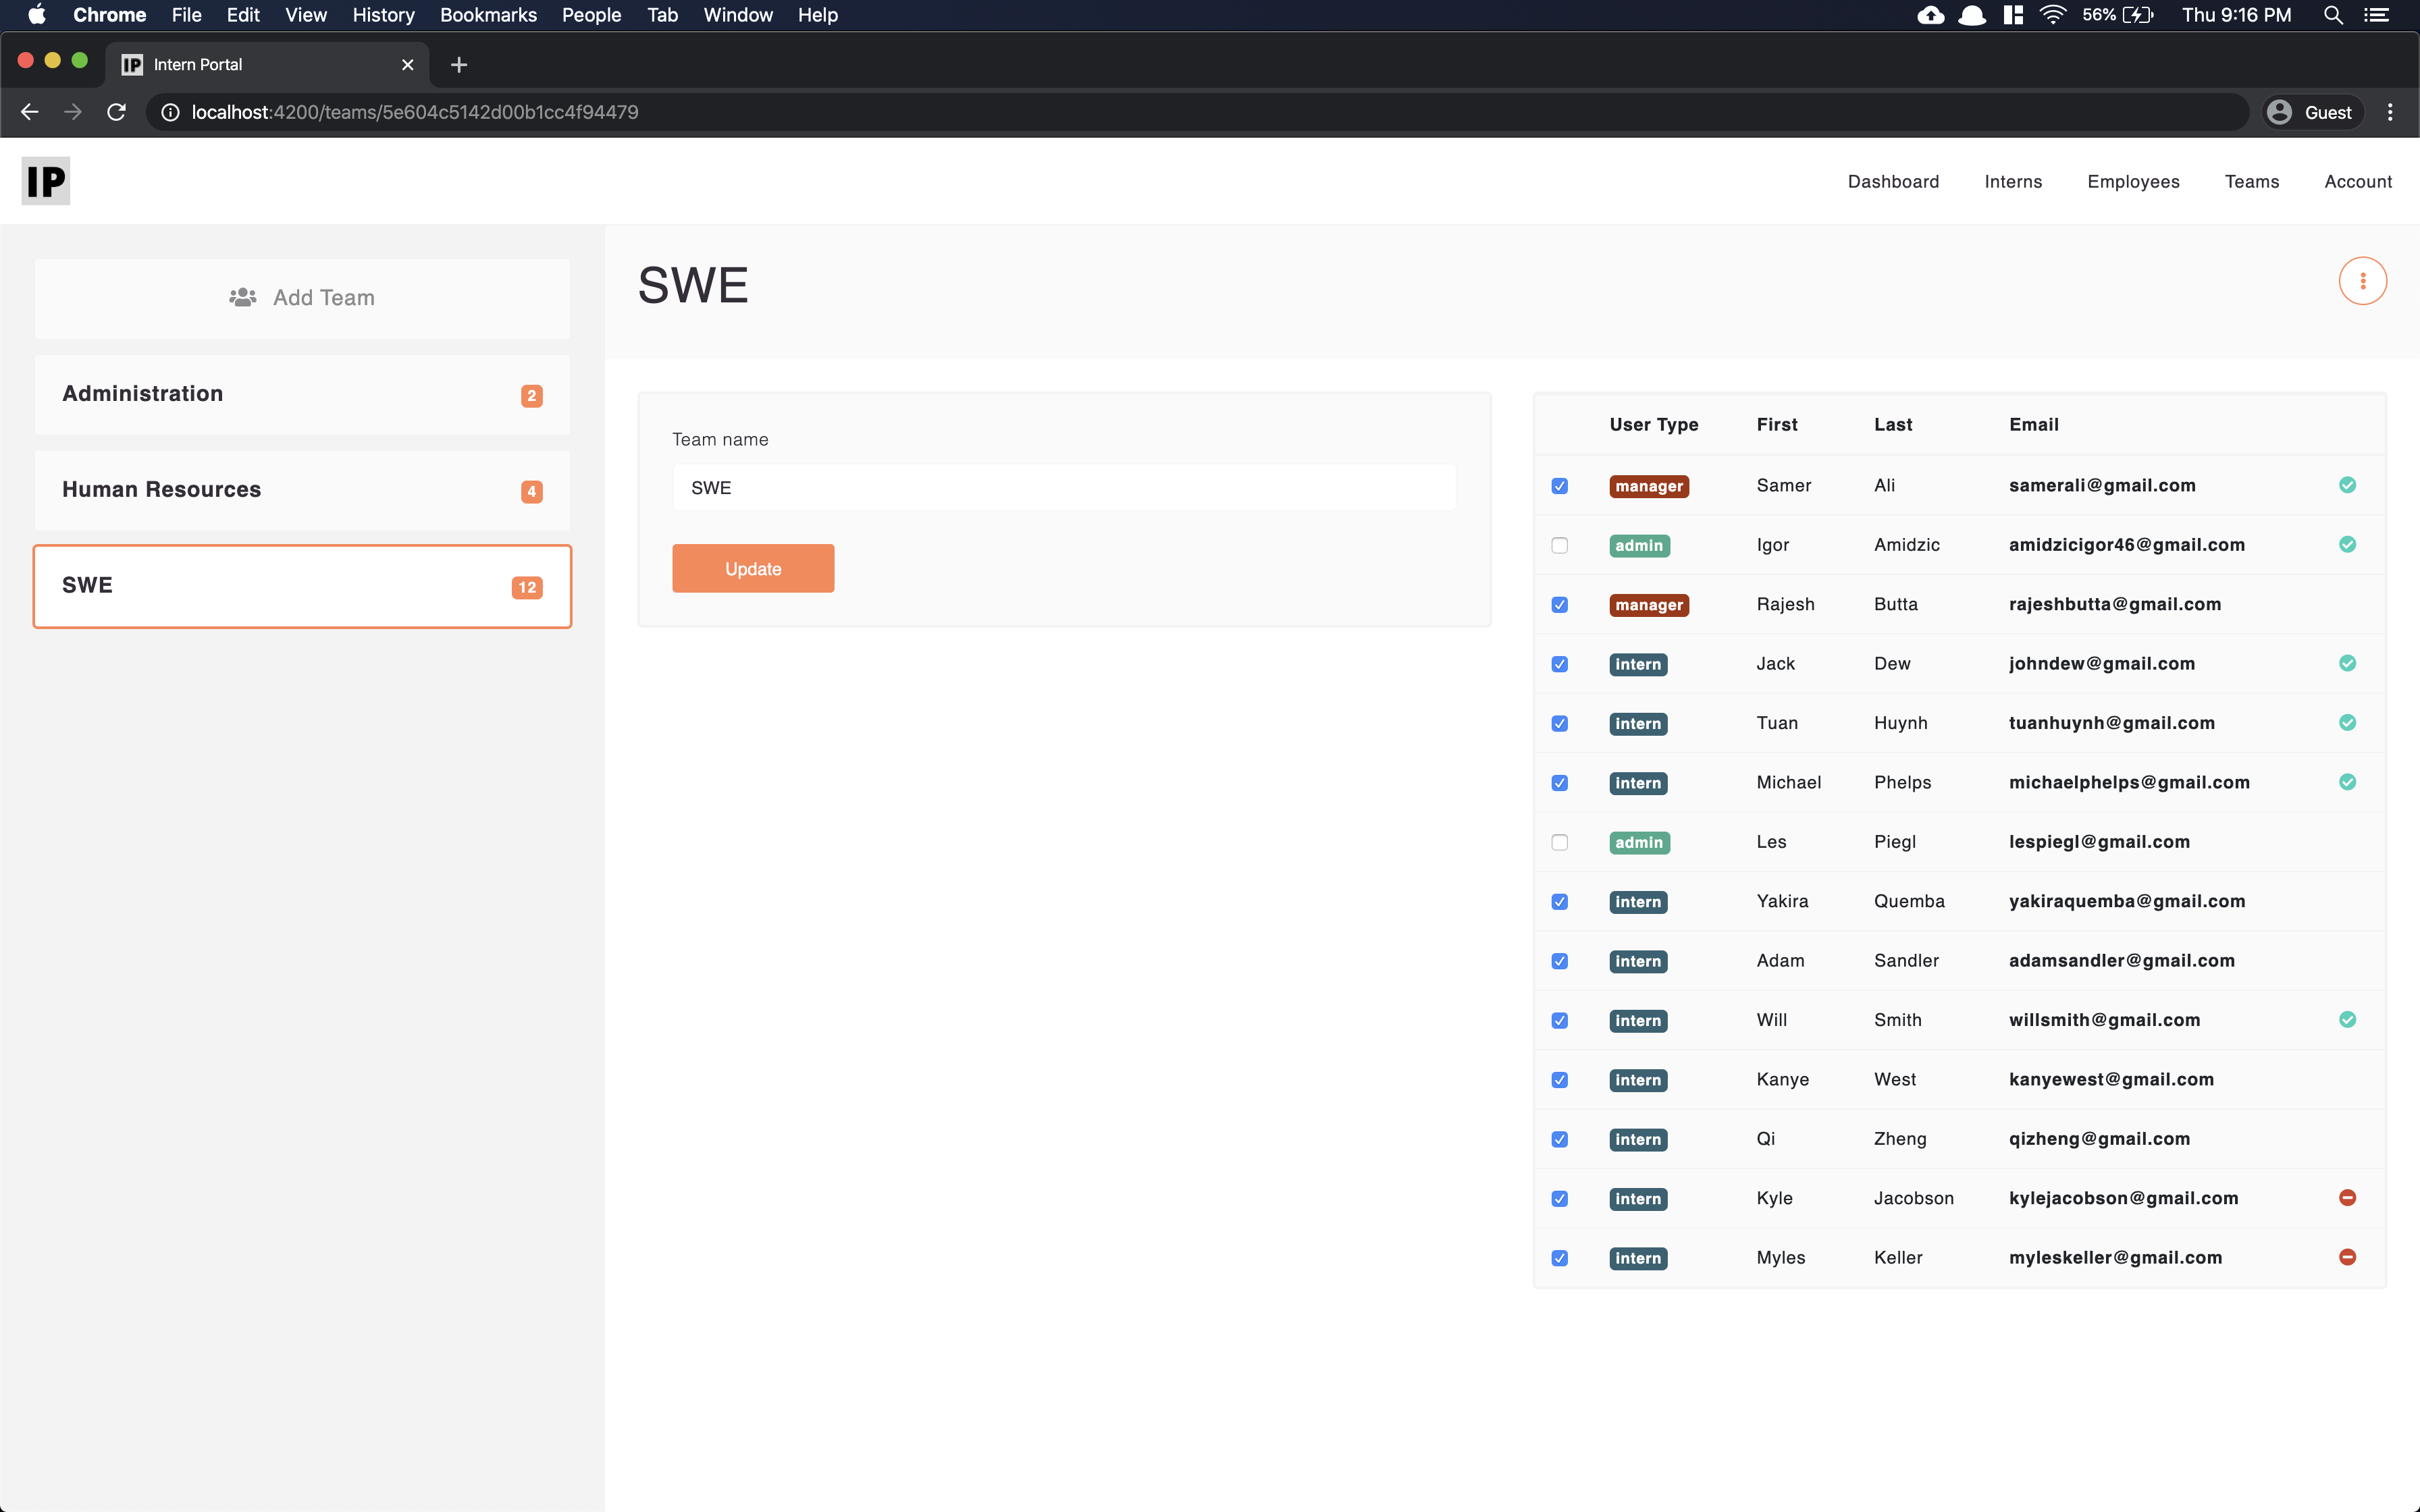 Chrome File Edit View History Bookmarks People Tab Window Help 56% Thu 9:16 PM
IP Intern Portal
localhost:4200/teams/5e604c5142d00b1cc4f94479 Guest
IP Dashboard Interns Employees Teams Account
Add Team
Administration 2
Human Resources 4
SWE 12
SWE
Team name
SWE
Update
User Type First Last Email
manager Samer Ali samerali@gmail.com
admin Igor Amidzic amidzicigor46@gmail.com
manager Rajesh Butta rajeshbutta@gmail.com
intern Jack Dew johndew@gmail.com
intern Tuan Huynh tuanhuynh@gmail.com
intern Michael Phelps michaelphelps@gmail.com
admin Les Piegl lespiegl@gmail.com
intern Yakira Quemba yakiraquemba@gmail.com
intern Adam Sandler adamsandler@gmail.com
intern Will Smith willsmith@gmail.com
intern Kanye West kanyewest@gmail.com
intern Qi Zheng qizheng@gmail.com
intern Kyle Jacobson kylejacobson@gmail.com
intern Myles Keller myleskeller@gmail.com